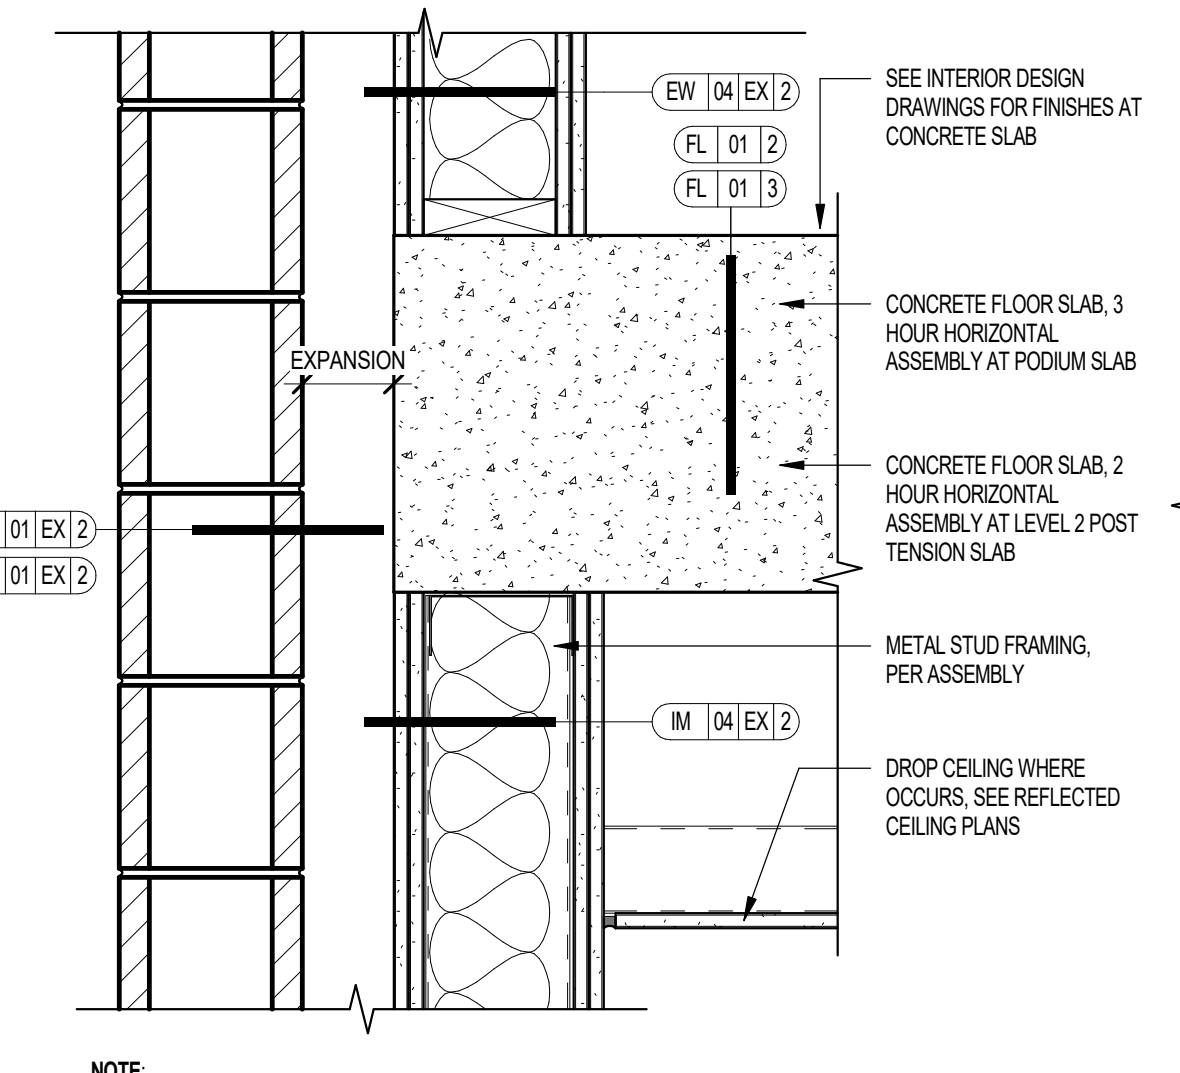 EW 04 EX 2
FL 01 2
FL 01 3
SEE INTERIOR DESIGN
DRAWINGS FOR FINISHES AT
CONCRETE SLAB
EXPANSION
CONCRETE FLOOR SLAB, 3
HOUR HORIZONTAL
ASSEMBLY AT PODIUM SLAB
CONCRETE FLOOR SLAB, 2
HOUR HORIZONTAL
ASSEMBLY AT LEVEL 2 POST
TENSION SLAB
01 EX 2
01 EX 2
METAL STUD FRAMING,
PER ASSEMBLY
IM 04 EX 2
DROP CEILING WHERE
OCCURS, SEE REFLECTED
CEILING PLANS
NOTE: